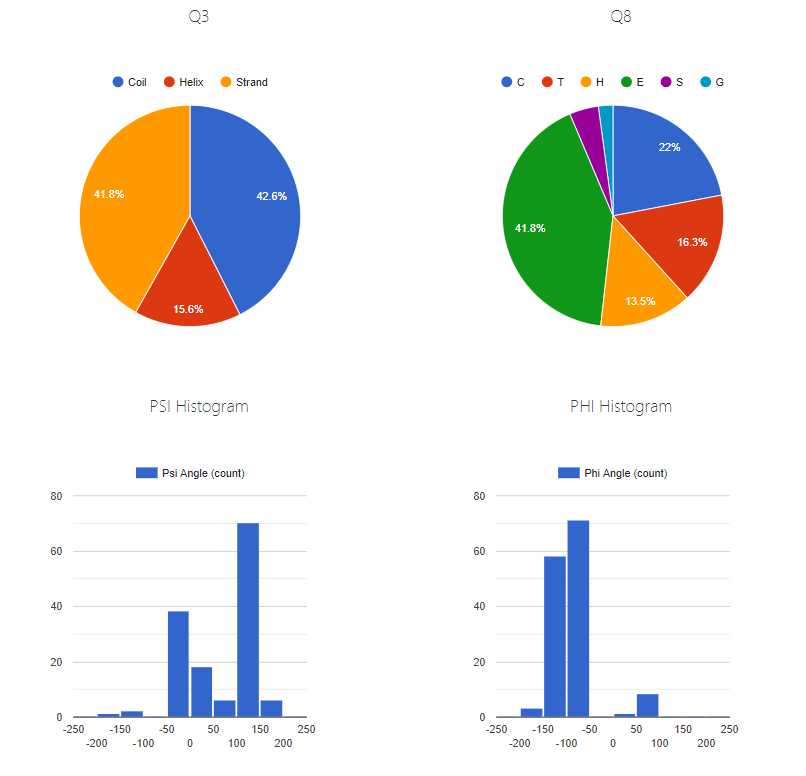 Q3 Q8
Coil Helix Strand C T H E S G
22%
41.8% 42.6%
41.8% 16.3%
13.5%
15.6%
PSI Histogram PHI Histogram
Psi Angle (count) Phi Angle (count)
80 80
60 60
40 40
20 20
0 0
-250 -150 -50 50 150 250 -250 -150 -50 50 150 250
-200 -100 0 100 200 -200 -100 0 100 200